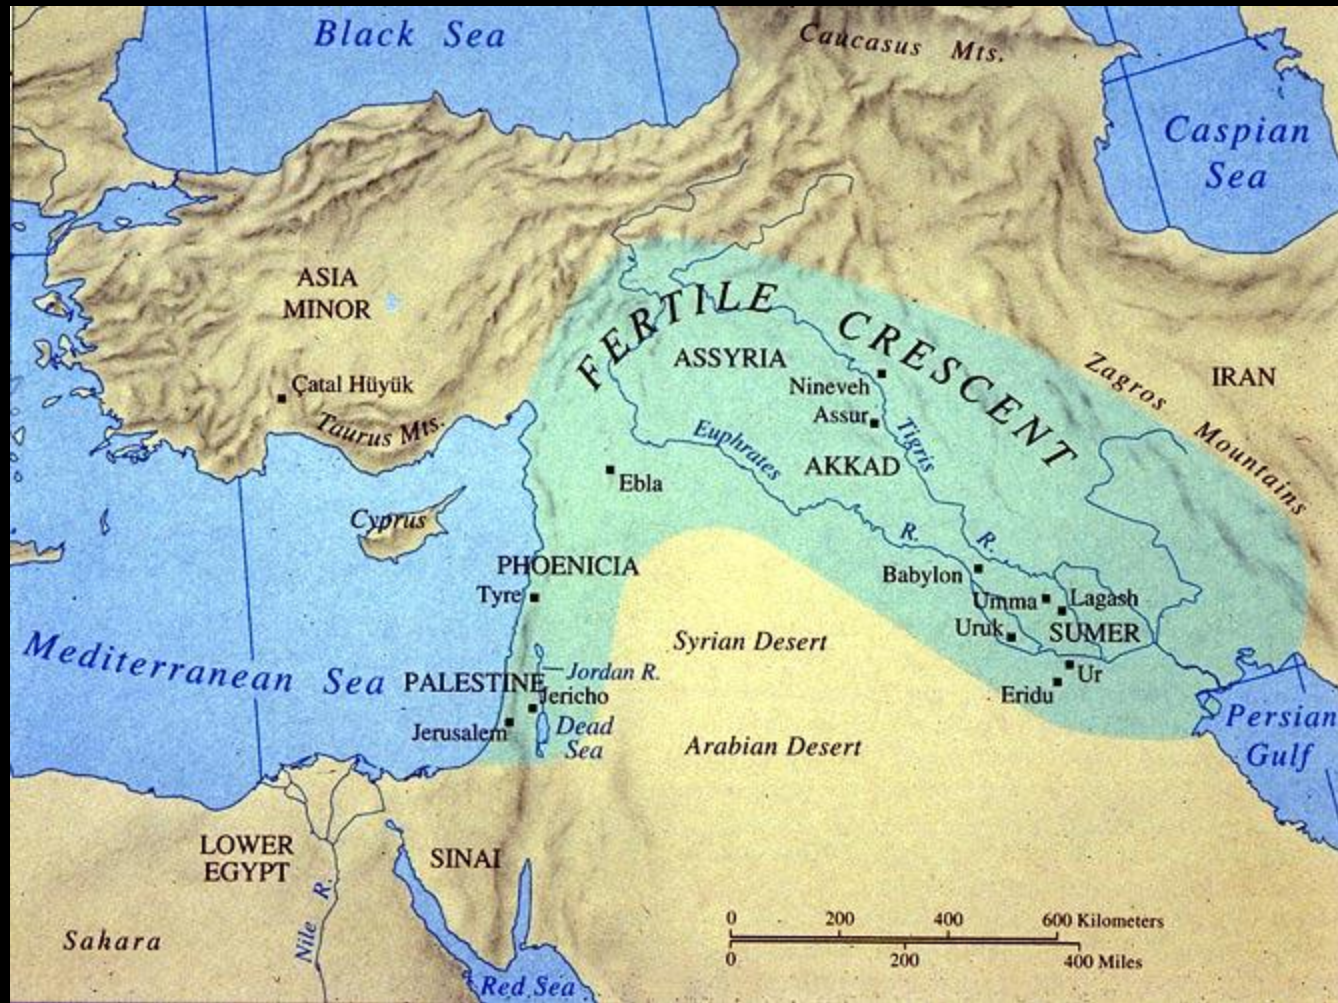 Black Sea
Caucasus Mts.
Caspian
Sea
ASIA
MINOR
FERTILE CRESCENT
ASSYRIA
Zagros Mountains
IRAN
Çatal Hüyük
Nineveh
Taurus Mts.
Assur
Tigris R.
Euphrates R.
AKKAD
Ebla
Cyprus
PHOENICIA
Babylon
Tyre
Umma
Lagash
Uruk
SUMER
Mediterranean Sea
Syrian Desert
PALESTINE
Jordan R.
Ur
Jericho
Eridu
Jerusalem
Dead
Sea
Persian
Gulf
Arabian Desert
LOWER
EGYPT
SINAI
Nile R.
Sahara
0 200 400 600 Kilometers
0 200 400 Miles
Red Sea